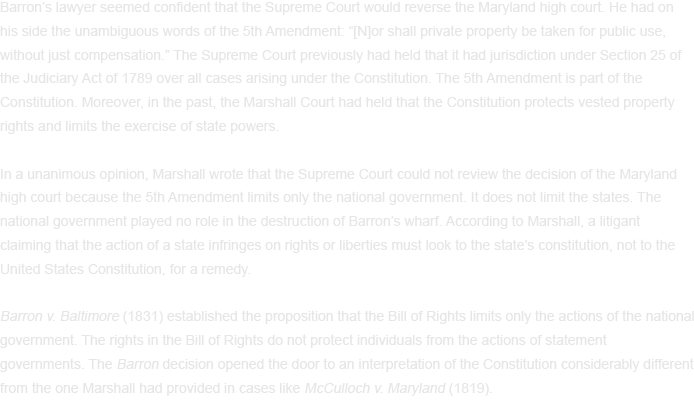 Barron's lawyer seemed confident that the Supreme Court would reverse the Maryland high court. He had on
his side the unambiguous words of the 5th Amendment: "[N]or shall private property be taken for public use,
without just compensation." The Supreme Court previously had held that it had jurisdiction under Section 25 of
the Judiciary Act of 1789 over all cases arising under the Constitution. The 5th Amendment is part of the
Constitution. Moreover, in the past, the Marshall Court had held that the Constitution protects vested property
rights and limits the exercise of state powers.

In a unanimous opinion, Marshall wrote that the Supreme Court could not review the decision of the Maryland
high court because the 5th Amendment limits only the national government. It does not limit the states. The
national government played no role in the destruction of Barron's wharf. According to Marshall, a litigant
claiming that the action of a state infringes on rights or liberties must look to the state's constitution, not to the
United States Constitution, for a remedy.

Barron v. Baltimore (1831) established the proposition that the Bill of Rights limits only the actions of the national
government. The rights in the Bill of Rights do not protect individuals from the actions of statement
governments. The Barron decision opened the door to an interpretation of the Constitution considerably different
from the one Marshall had provided in cases like McCulloch v. Maryland (1819).